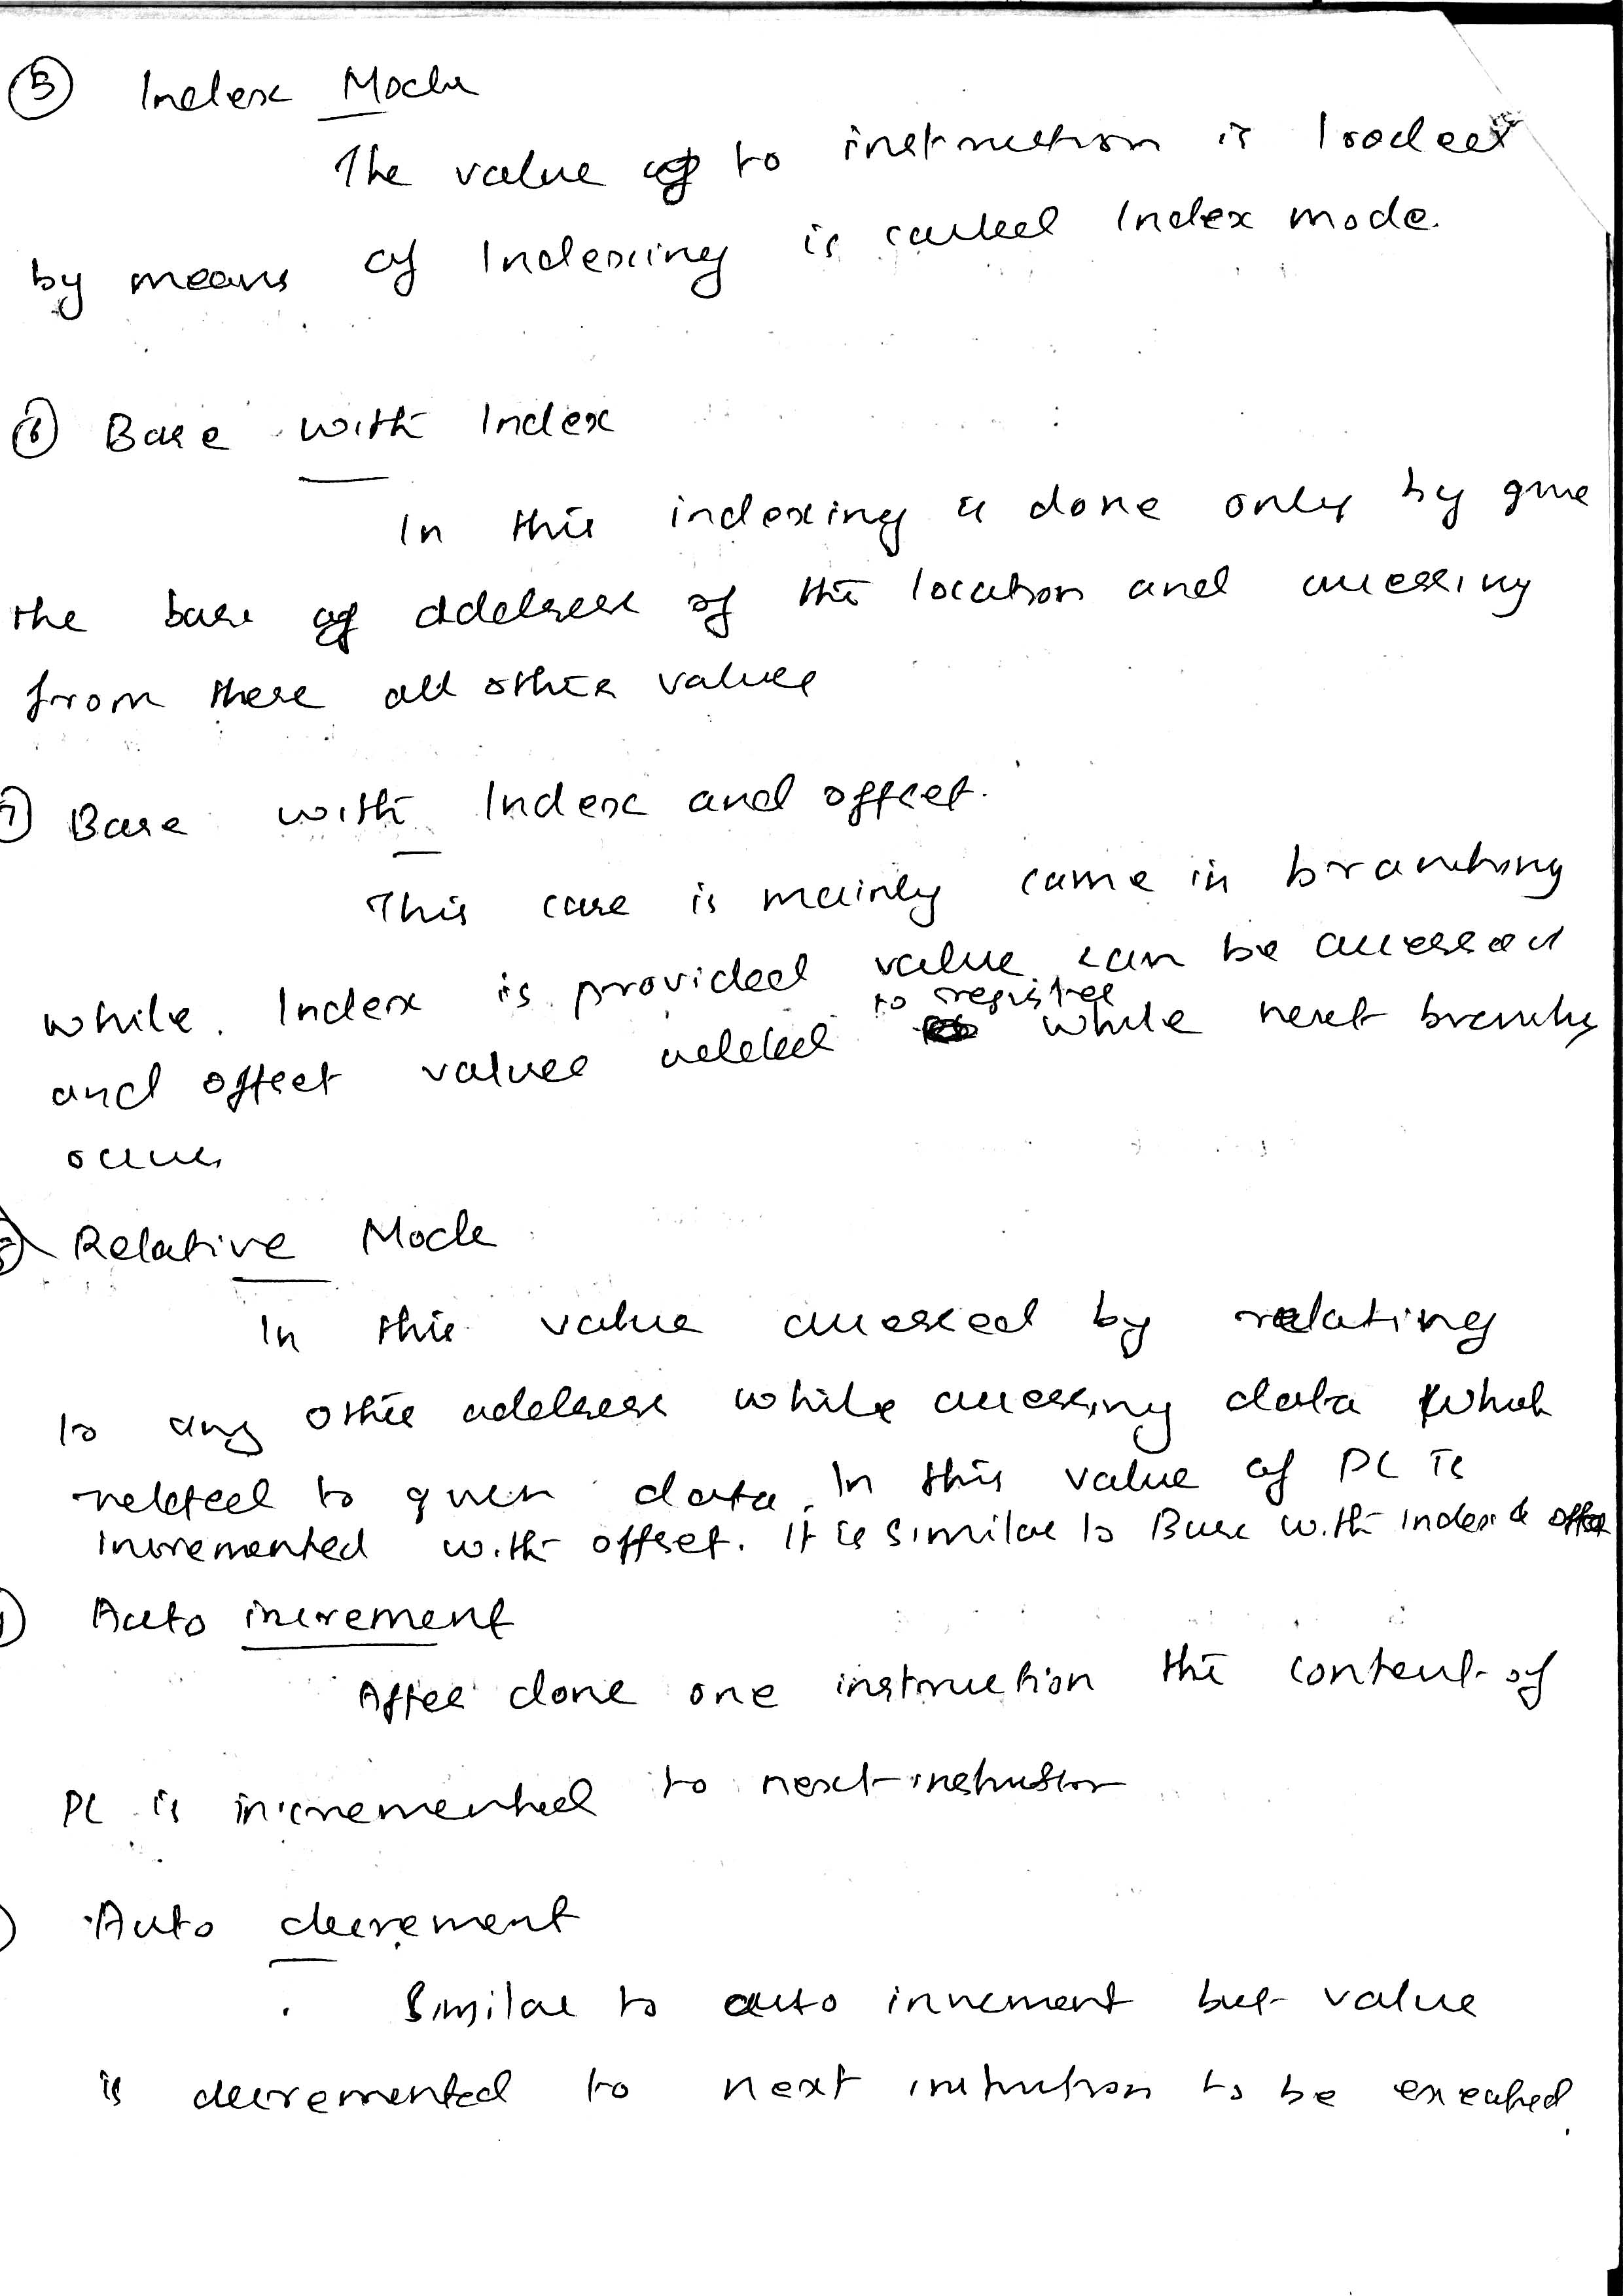 5 Index Mode
The value of to instruction is loaded
by means of Indexing is called Index mode.
6 Base with Index
In this indexing is done only by give
the base of address of the location and accessing
from there all other values
7 Base with Index and offset.
This case is mainly came in branching
while Index is provided value can be accessed
to register
and offset values added while next branching
occurs
Relative Mode
In this value accessed by relating
to any other address while accessing data which
related to given data. In this value of PC is
Incremented with offset. It is similar to Base with index &
Auto increment
After done one instruction the content of
PC is incremented to next instruction
Auto decrement
Similar to auto increment but value
is decremented to next instruction to be executed.